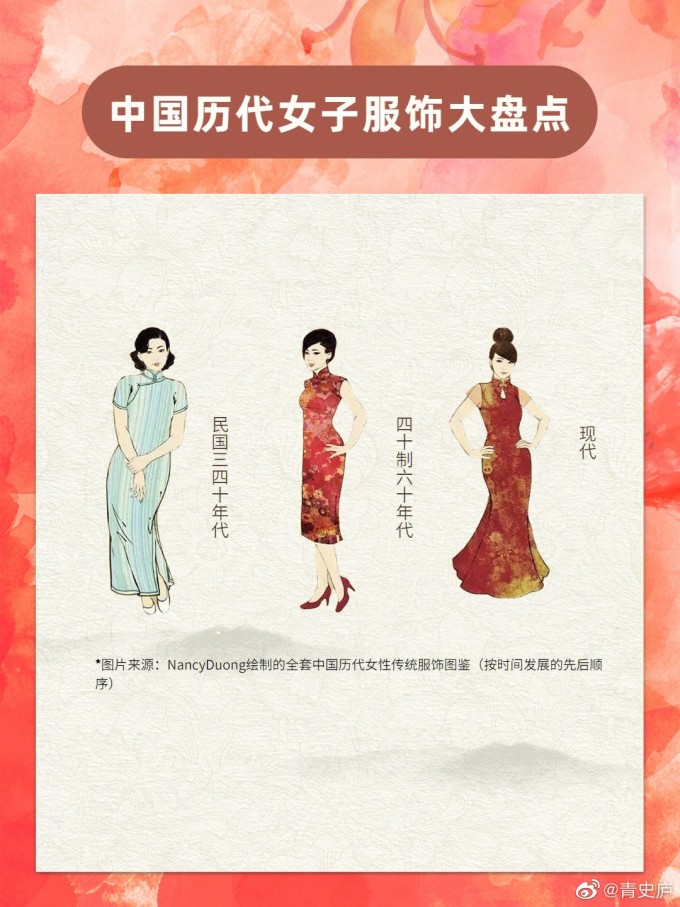 中国历代女子服饰大盘点
民国三四十年代
四十制六十年代
现代
*图片来源：NancyDuong绘制的全套中国历代女性传统服饰图鉴（按时间发展的先后顺
序）
@青史庐